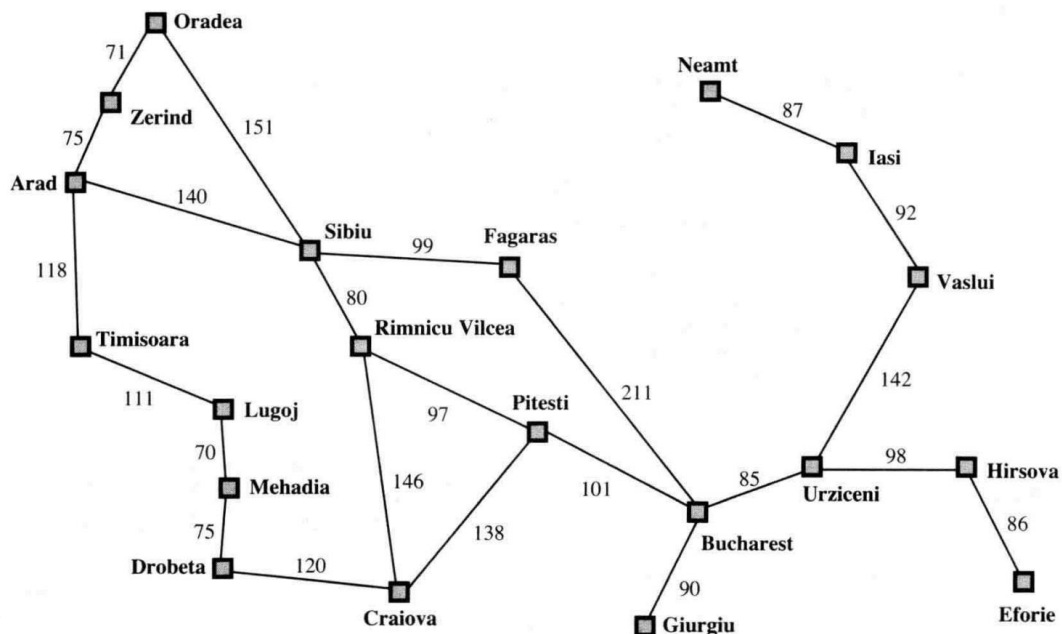 Oradea
71
Neamt
Zerind
87
151
75
Iasi
Arad
140
92
Sibiu
99
Fagaras
118
Vaslui
80
Timisoara
Rimnicu Vilcea
142
111
Lugoj
97
Pitesti
211
70
98
Hirsova
Mehadia
146
101
85
Urziceni
86
75
138
Bucharest
Drobeta
120
90
Craiova
Giurgiu
Eforie